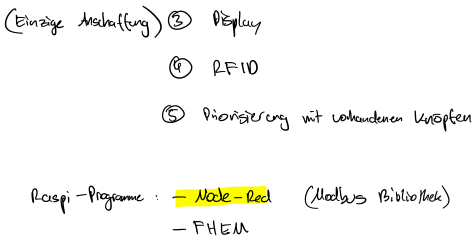 (Einzige Anschaffung) ③ Display
④ RFID
⑤ Priorisierung mit vorhandenen Knöpfen
Raspi-Programme : - Node-Red (Modbus Bibliothek)
- FHEM